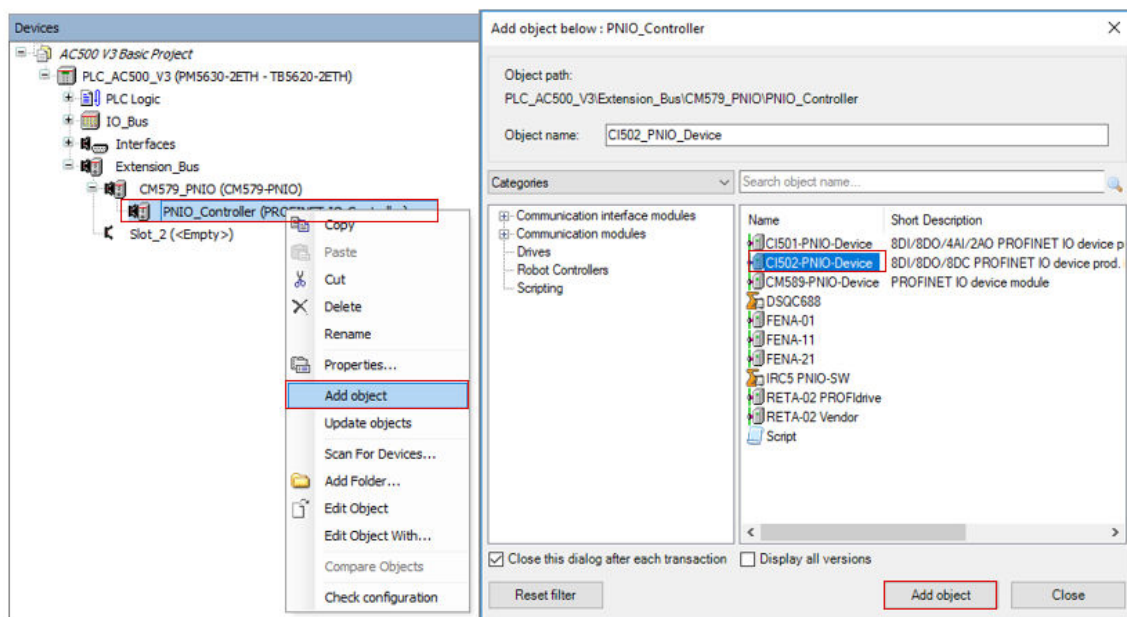 Devices
AC500 V3 Basic Project
PLC_AC500_V3 (PM5630-2ETH - TB5620-2ETH)
PLC Logic
IO_Bus
Interfaces
Extension_Bus
CM579_PNIO (CM579-PNIO)
PNIO_Controller (PROFINET IO Controller)
Slot_2 (<Empty>)
Copy
Paste
Cut
Delete
Rename
Properties...
Add object
Update objects
Scan For Devices...
Add Folder...
Edit Object
Edit Object With...
Compare Objects
Check configuration
Add object below : PNIO_Controller
Object path:
PLC_AC500_V3\Extension_Bus\CM579_PNIO\PNIO_Controller
Object name: CI502_PNIO_Device
Categories
Search object name...
Communication interface modules
Communication modules
Drives
Robot Controllers
Scripting
Name Short Description
CI501-PNIO-Device 8DI/8DO/4AI/2AO PROFINET IO device p
CI502-PNIO-Device 8DI/8DO/8DC PROFINET IO device prod.
CM589-PNIO-Device PROFINET IO device module
DSQC688
FENA-01
FENA-11
FENA-21
IRC5 PNIO-SW
RETA-02 PROFIdrive
RETA-02 Vendor
Script
Close this dialog after each transaction Display all versions
Reset filter Add object Close